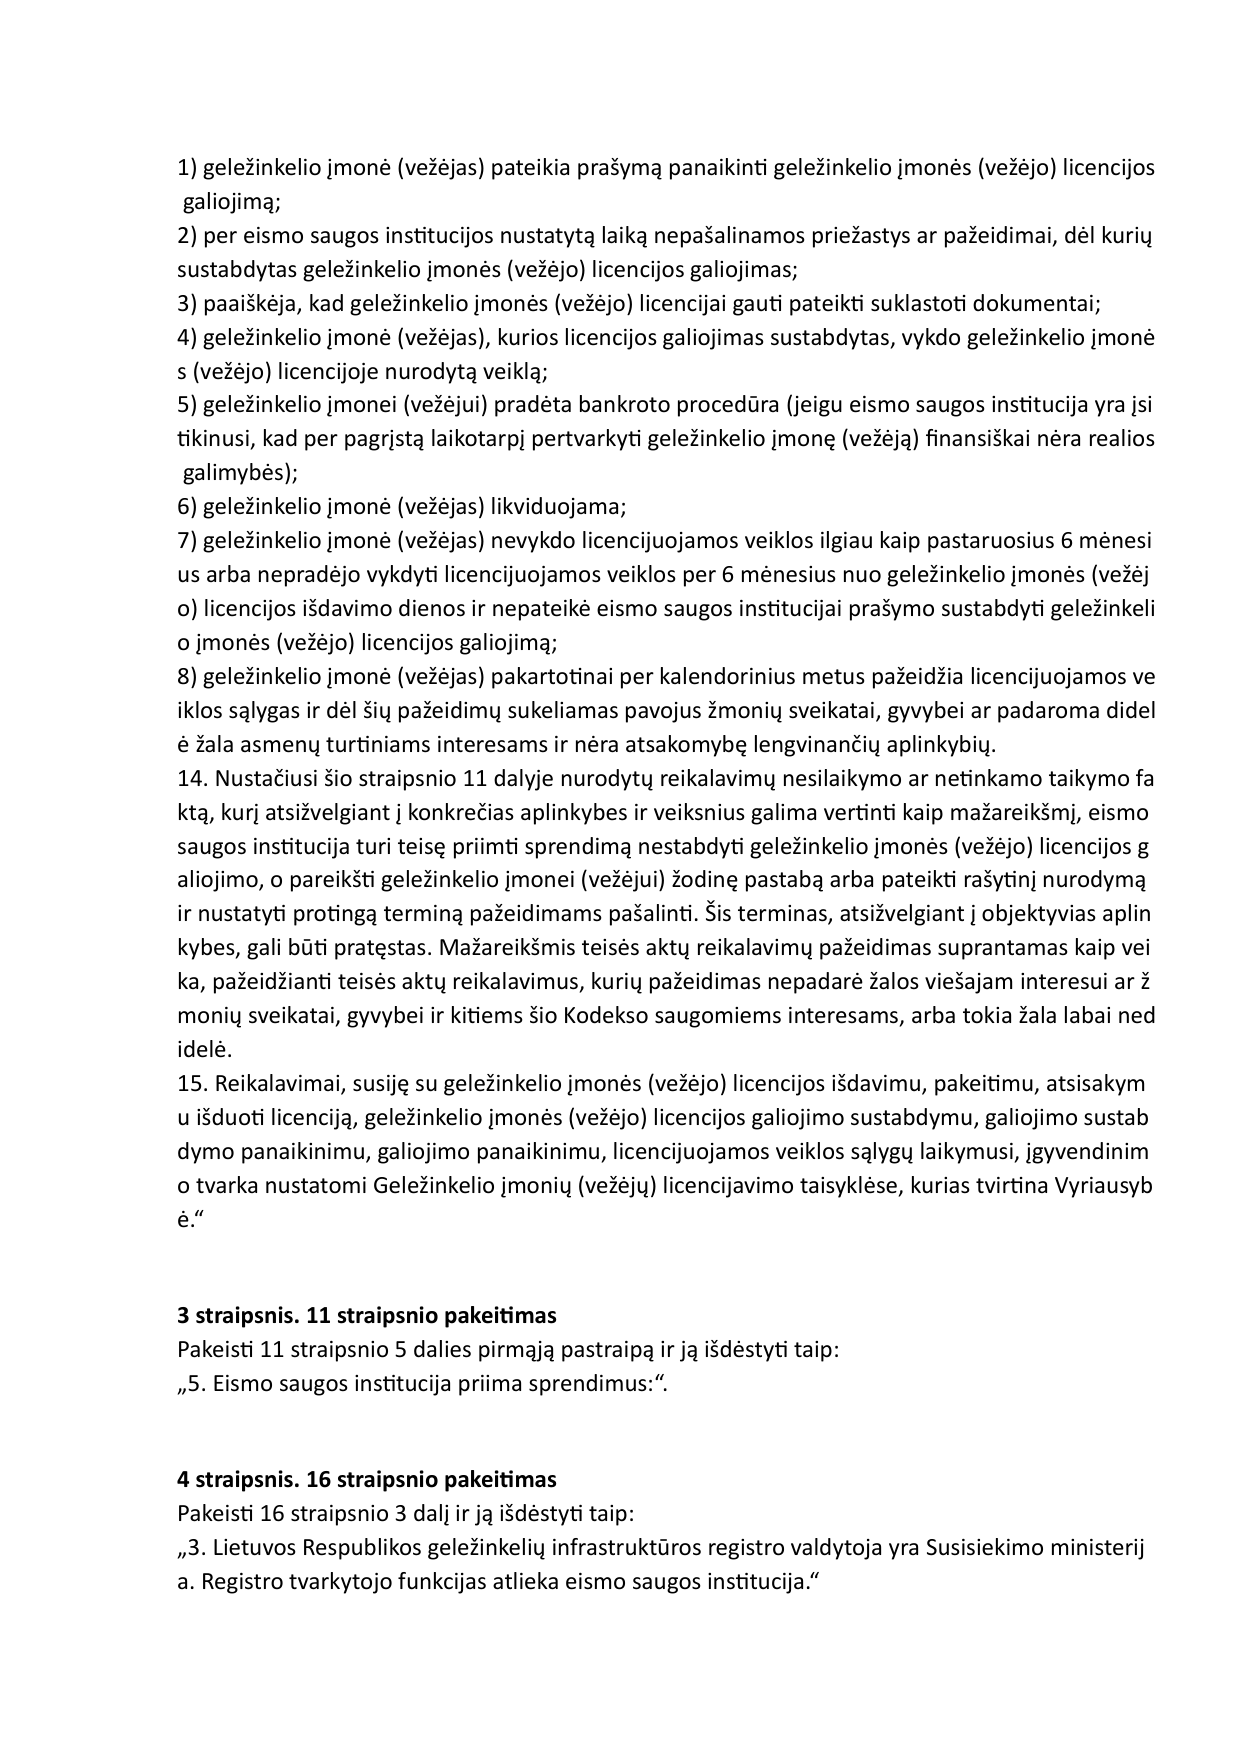 1) geležinkelio įmonė (vežėjas) pateikia prašymą panaikinti geležinkelio įmonės (vežėjo) licencijos
galiojimą;
2) per eismo saugos institucijos nustatytą laiką nepašalinamos priežastys ar pažeidimai, dėl kurių
sustabdytas geležinkelio įmonės (vežėjo) licencijos galiojimas;
3) paaiškėja, kad geležinkelio įmonės (vežėjo) licencijai gauti pateikti suklastoti dokumentai;
4) geležinkelio įmonė (vežėjas), kurios licencijos galiojimas sustabdytas, vykdo geležinkelio įmonė
s (vežėjo) licencijoje nurodytą veiklą;
5) geležinkelio įmonei (vežėjui) pradėta bankroto procedūra (jeigu eismo saugos institucija yra įsi
tikinusi, kad per pagrįstą laikotarpį pertvarkyti geležinkelio įmonę (vežėją) finansiškai nėra realios
galimybės);
6) geležinkelio įmonė (vežėjas) likviduojama;
7) geležinkelio įmonė (vežėjas) nevykdo licencijuojamos veiklos ilgiau kaip pastaruosius 6 mėnesi
us arba nepradėjo vykdyti licencijuojamos veiklos per 6 mėnesius nuo geležinkelio įmonės (vežėj
o) licencijos išdavimo dienos ir nepateikė eismo saugos institucijai prašymo sustabdyti geležinkeli
o įmonės (vežėjo) licencijos galiojimą;
8) geležinkelio įmonė (vežėjas) pakartotinai per kalendorinius metus pažeidžia licencijuojamos ve
iklos sąlygas ir dėl šių pažeidimų sukeliamas pavojus žmonių sveikatai, gyvybei ar padaroma didel
ė žala asmenų turtiniams interesams ir nėra atsakomybę lengvinančių aplinkybių.
14. Nustačiusi šio straipsnio 11 dalyje nurodytų reikalavimų nesilaikymo ar netinkamo taikymo fa
ktą, kurį atsižvelgiant į konkrečias aplinkybes ir veiksnius galima vertinti kaip mažareikšmį, eismo
saugos institucija turi teisę priimti sprendimą nestabdyti geležinkelio įmonės (vežėjo) licencijos g
aliojimo, o pareikšti geležinkelio įmonei (vežėjui) žodinę pastabą arba pateikti rašytinį nurodymą
ir nustatyti protingą terminą pažeidimams pašalinti. Šis terminas, atsižvelgiant į objektyvias aplin
kybes, gali būti pratęstas. Mažareikšmis teisės aktų reikalavimų pažeidimas suprantamas kaip vei
ka, pažeidžianti teisės aktų reikalavimus, kurių pažeidimas nepadarė žalos viešajam interesui ar ž
monių sveikatai, gyvybei ir kitiems šio Kodekso saugomiems interesams, arba tokia žala labai ned
idelė.
15. Reikalavimai, susiję su geležinkelio įmonės (vežėjo) licencijos išdavimu, pakeitimu, atsisakym
u išduoti licenciją, geležinkelio įmonės (vežėjo) licencijos galiojimo sustabdymu, galiojimo sustab
dymo panaikinimu, galiojimo panaikinimu, licencijuojamos veiklos sąlygų laikymusi, įgyvendinim
o tvarka nustatomi Geležinkelio įmonių (vežėjų) licencijavimo taisyklėse, kurias tvirtina Vyriausyb
ė.“
3 straipsnis. 11 straipsnio pakeitimas
Pakeisti 11 straipsnio 5 dalies pirmąją pastraipą ir ją išdėstyti taip:
„5. Eismo saugos institucija priima sprendimus:“.
4 straipsnis. 16 straipsnio pakeitimas
Pakeisti 16 straipsnio 3 dalį ir ją išdėstyti taip:
„3. Lietuvos Respublikos geležinkelių infrastruktūros registro valdytoja yra Susisiekimo ministerij
a. Registro tvarkytojo funkcijas atlieka eismo saugos institucija.“